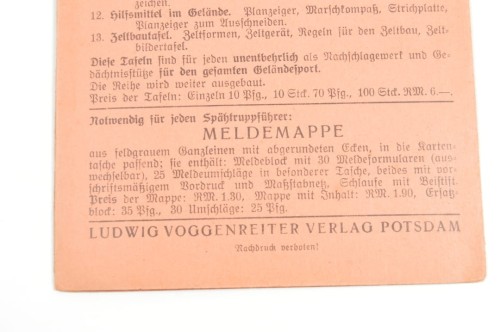 zeichen.
12. Hilfsmittel im Gelände. Planzeiger, Marschkompaß, Strichplatte,
Planzeiger zum Ausschneiden.
13. Zeltbautafel. Zeltformen, Zeltgerät, Regeln für den Zeltbau, Zelt-
bildertafel.
Diese Tafeln sind für jeden unentbehrlich als Nachschlagewerk und Ge-
dächtnisstütze für den gesamten Geländesport.
Die Reihe wird weiter ausgebaut.
Preis der Tafeln: Einzeln 10 Pfg., 10 Stck. 70 Pfg., 100 Stck. RM. 6.—.
Notwendig für jeden Spähtruppführer:
MELDEMAPPE
aus feldgrauem Ganzleinen mit abgerundeten Ecken, in die Karten-
tasche passend: sie enthält: Meldeblock mit 30 Meldeformularen (aus-
wechselbar), 25 Meldeumschläge in besonderer Tasche, beides mit vor-
schriftsmäßigem Vordruck und Maßstabnetz, Schlaufe mit Bleistift.
Preis der Mappe: RM. 1.30, Mappe mit Inhalt: RM. 1.90, Ersatz-
block: 35 Pfg., 30 Umschläge: 25 Pfg.
LUDWIG VOGGENREITER VERLAG POTSDAM
Nachdruck verboten!